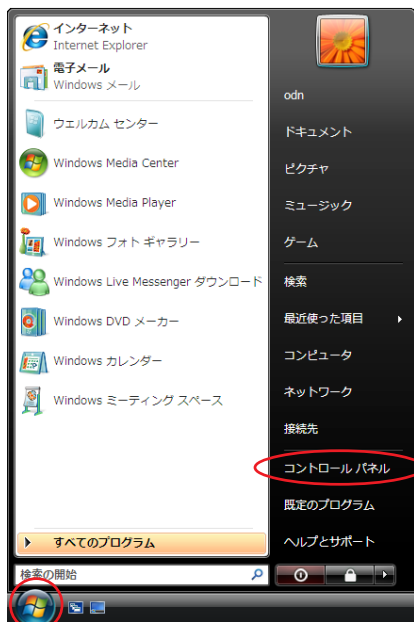 インターネット
Internet Explorer
電子メール
Windows メール
ウェルカム センター
Windows Media Center
Windows Media Player
Windows フォト ギャラリー
Windows Live Messenger ダウンロード
Windows DVD メーカー
Windows カレンダー
Windows ミーティング スペース
すべてのプログラム
検索の開始
odn
ドキュメント
ピクチャ
ミュージック
ゲーム
検索
最近使った項目
コンピュータ
ネットワーク
接続先
コントロール パネル
既定のプログラム
ヘルプとサポート